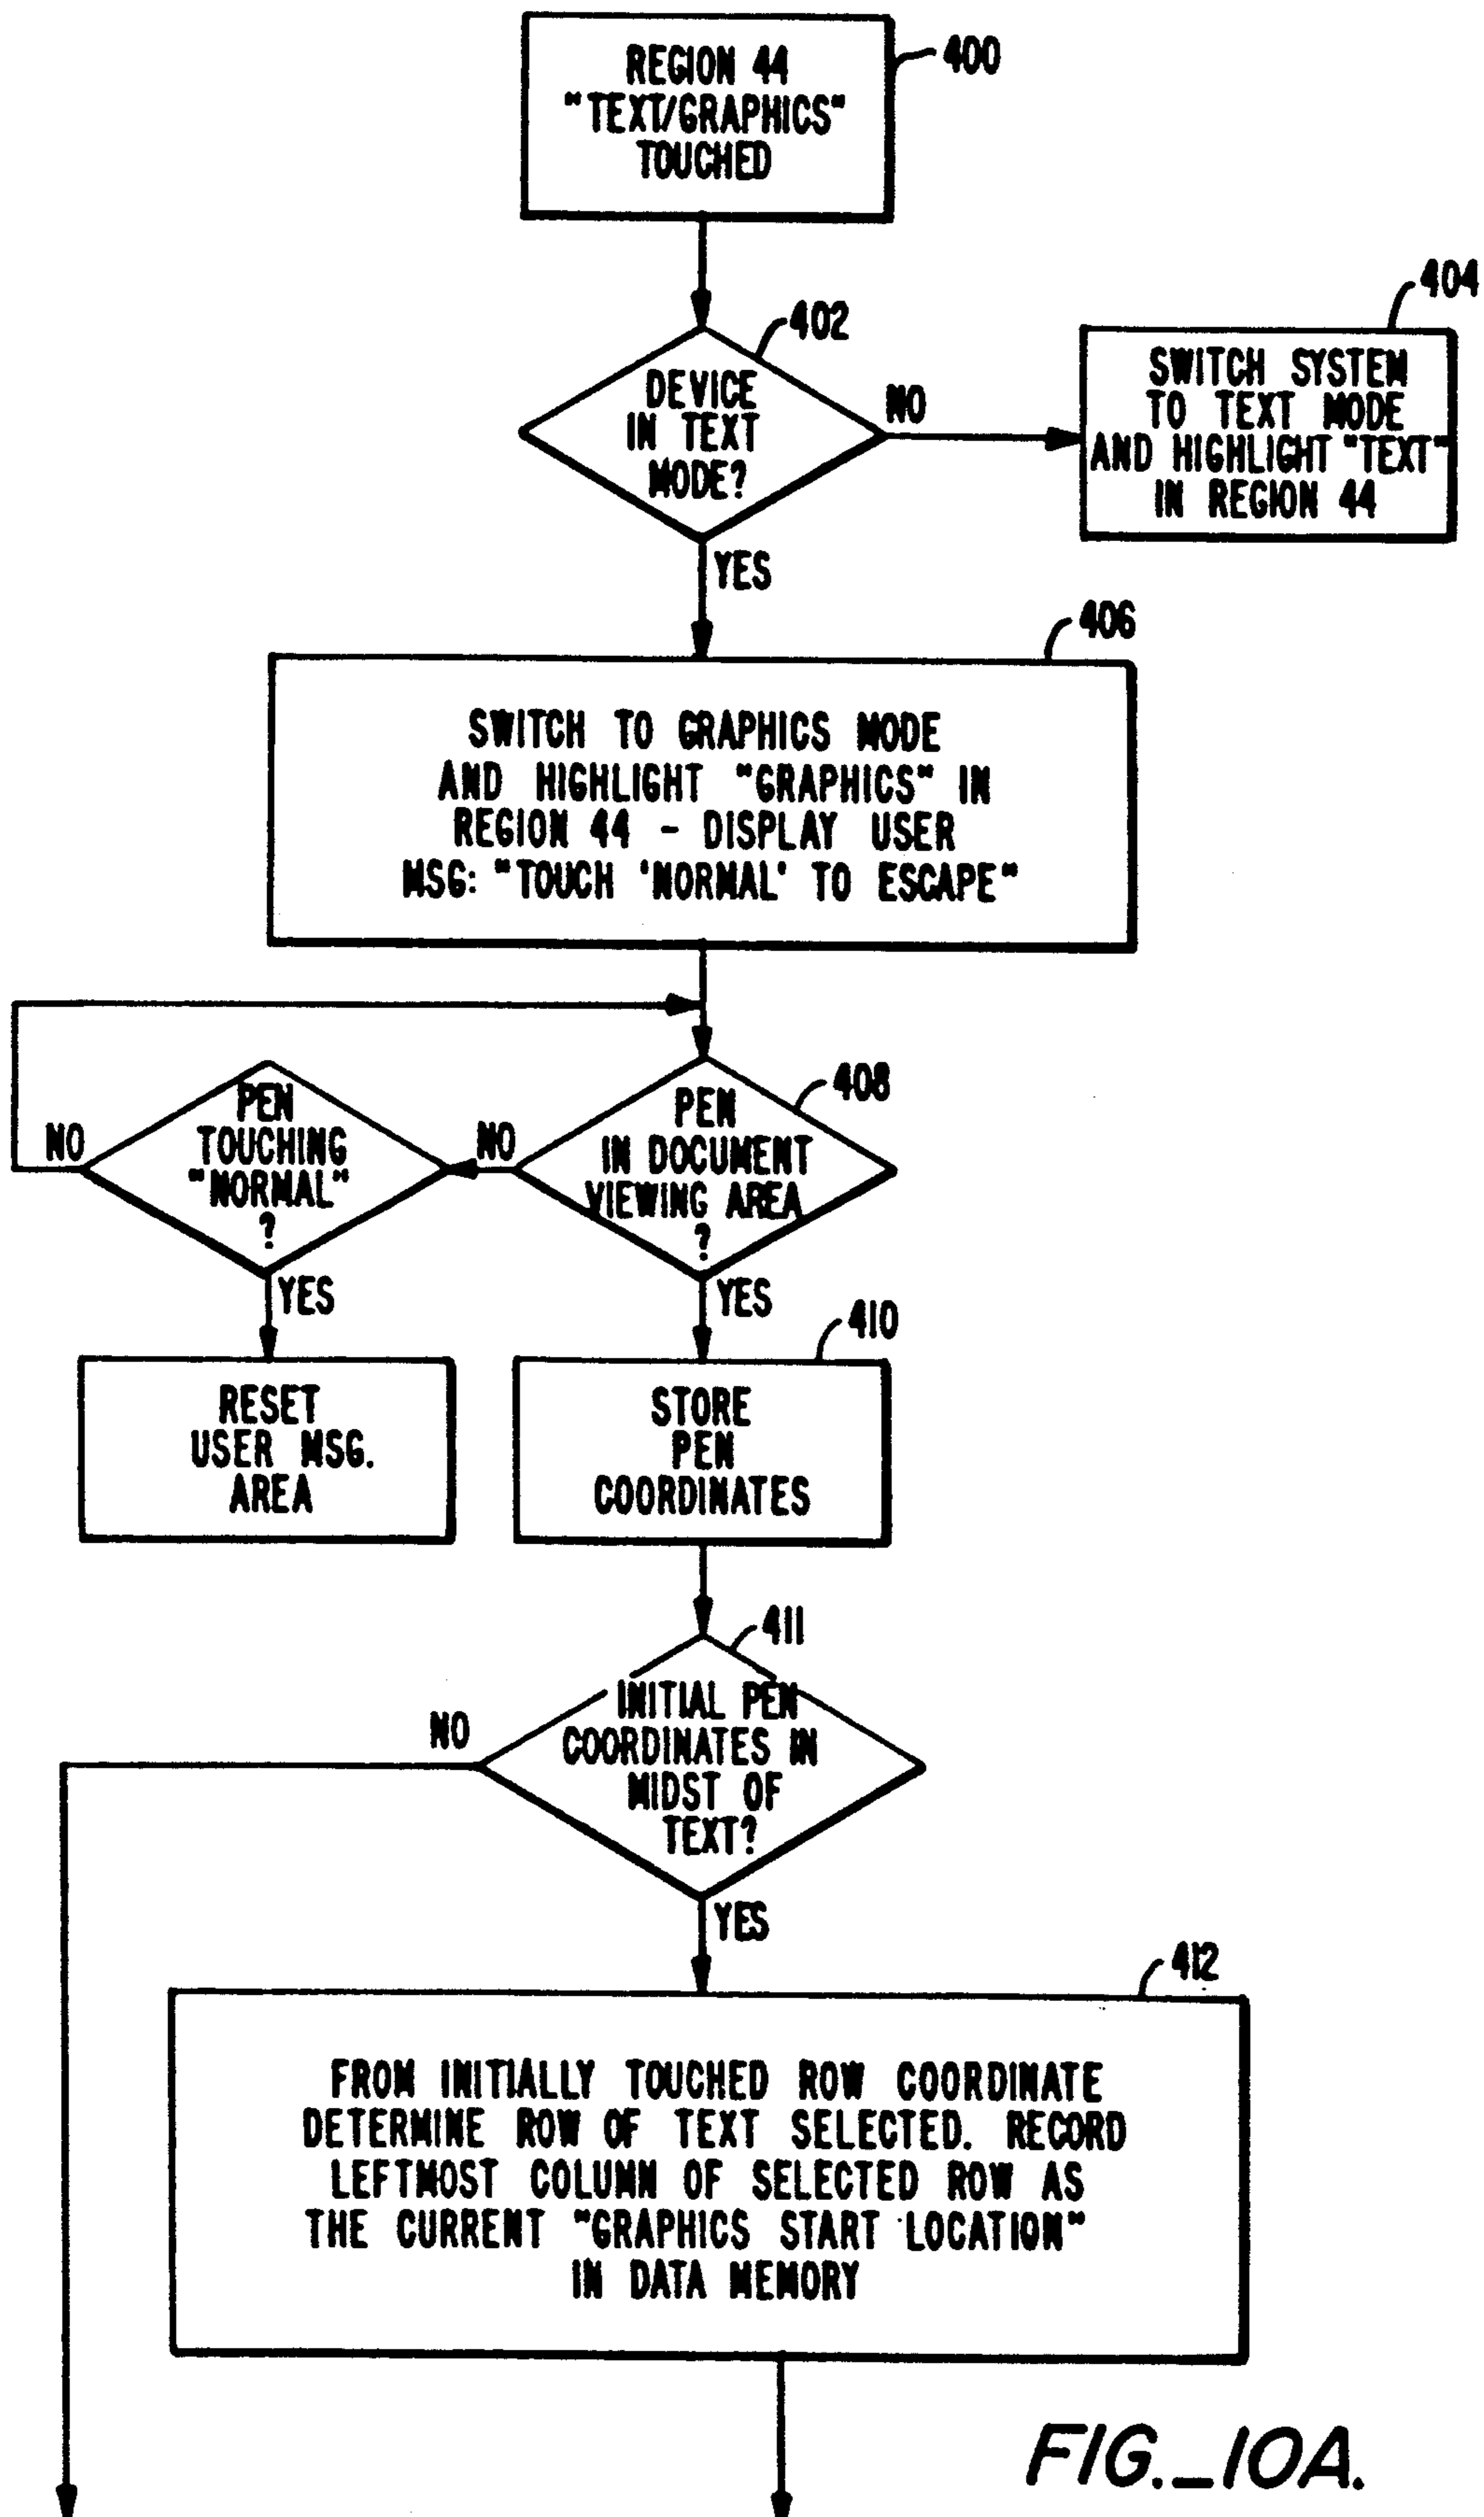 REGION 44
"TEXT/GRAPHICS"
TOUCHED
400
402
DEVICE
IN TEXT
MODE?
NO
404
SWITCH SYSTEM
TO TEXT MODE
AND HIGHLIGHT "TEXT"
IN REGION 44
YES
406
SWITCH TO GRAPHICS MODE
AND HIGHLIGHT "GRAPHICS" IN
REGION 44 - DISPLAY USER
MSG: "TOUCH 'NORMAL' TO ESCAPE"
408
PEN
IN DOCUMENT
VIEWING AREA
?
NO
PEN
TOUCHING
"NORMAL"
?
NO
YES
YES
RESET
USER MSG.
AREA
410
STORE
PEN
COORDINATES
411
INITIAL PEN
COORDINATES IN
MIDST OF
TEXT?
NO
YES
412
FROM INITIALLY TOUCHED ROW COORDINATE
DETERMINE ROW OF TEXT SELECTED. RECORD
LEFTMOST COLUMN OF SELECTED ROW AS
THE CURRENT "GRAPHICS START LOCATION"
IN DATA MEMORY
FIG._10A.